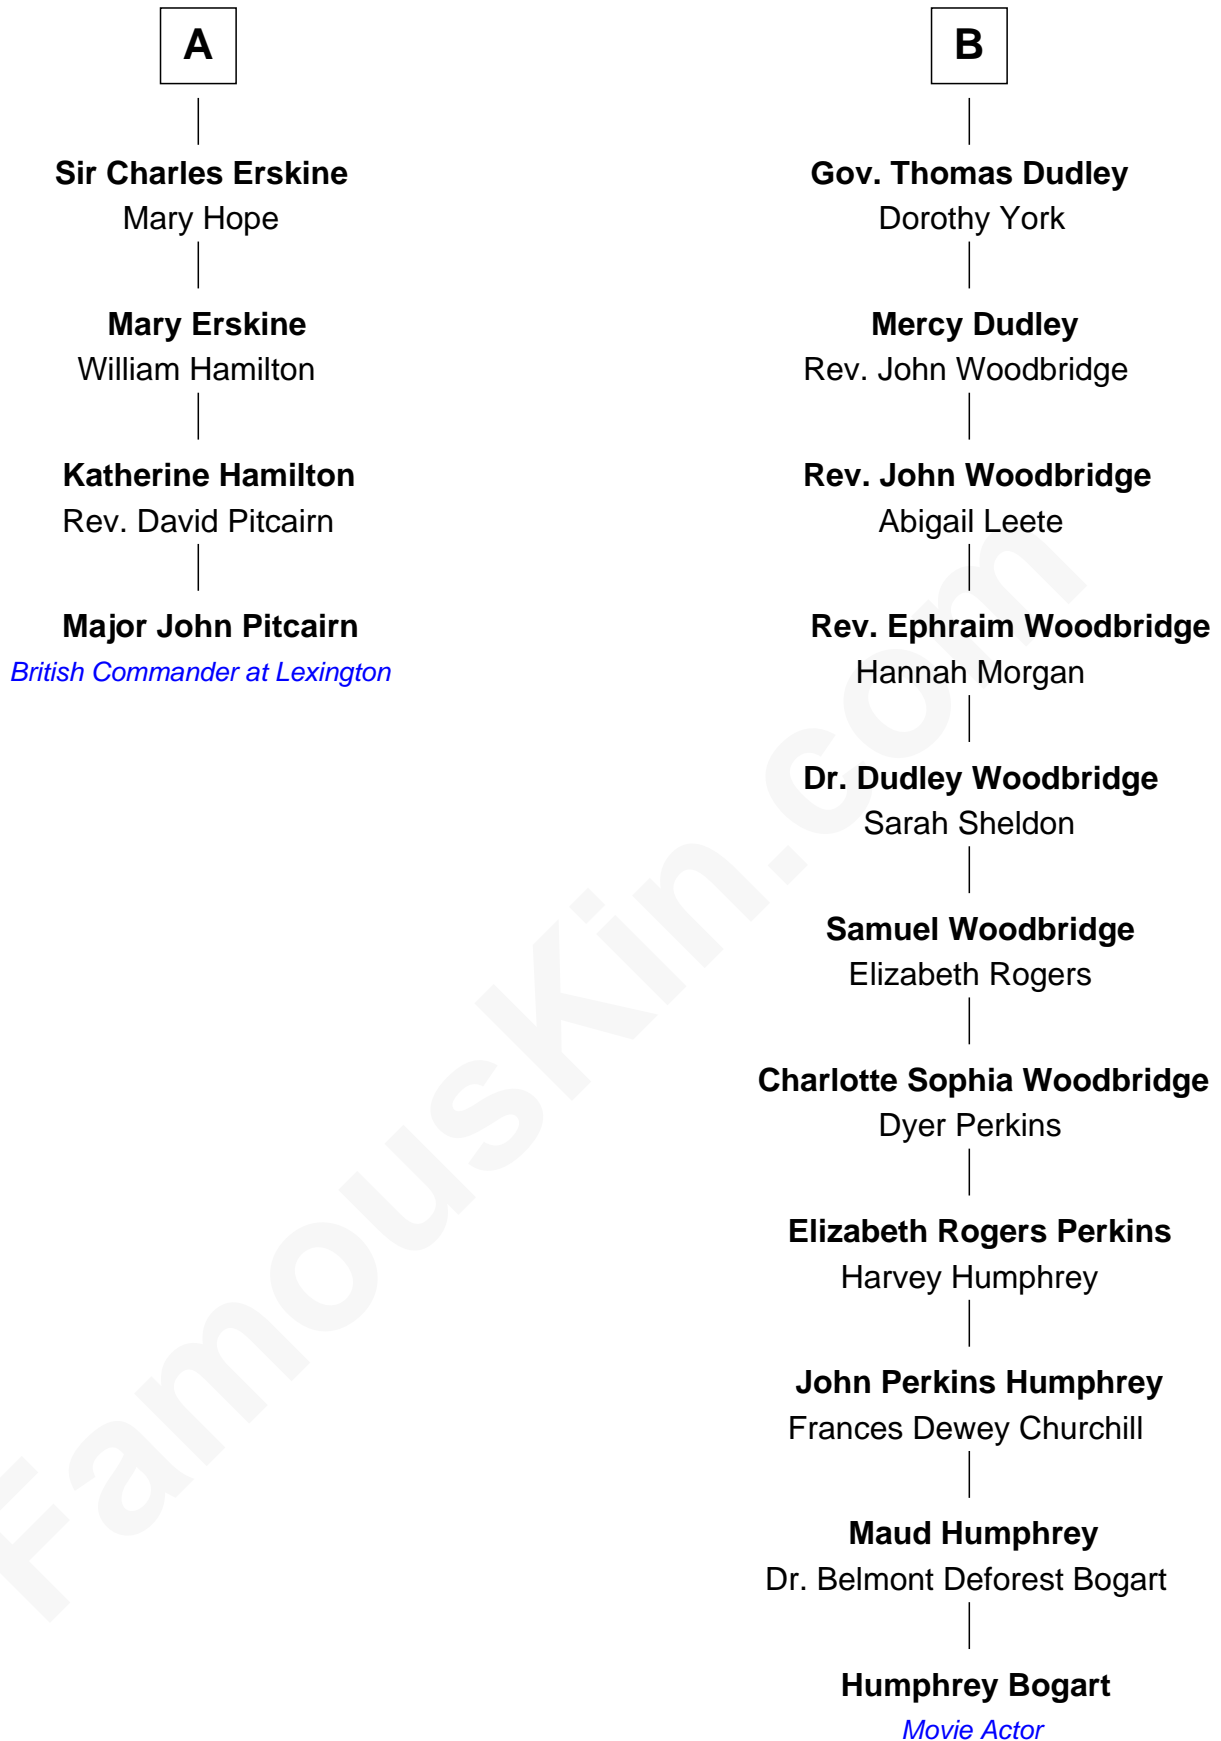 A
Sir Charles Erskine
Mary Hope
Mary Erskine
William Hamilton
Katherine Hamilton
Rev. David Pitcairn
Major John Pitcairn
British Commander at Lexington
B
Gov. Thomas Dudley
Dorothy York
Mercy Dudley
Rev. John Woodbridge
Rev. John Woodbridge
Abigail Leete
Rev. Ephraim Woodbridge
Hannah Morgan
Dr. Dudley Woodbridge
Sarah Sheldon
Samuel Woodbridge
Elizabeth Rogers
Charlotte Sophia Woodbridge
Dyer Perkins
Elizabeth Rogers Perkins
Harvey Humphrey
John Perkins Humphrey
Frances Dewey Churchill
Maud Humphrey
Dr. Belmont Deforest Bogart
Humphrey Bogart
Movie Actor
FamousKin.com